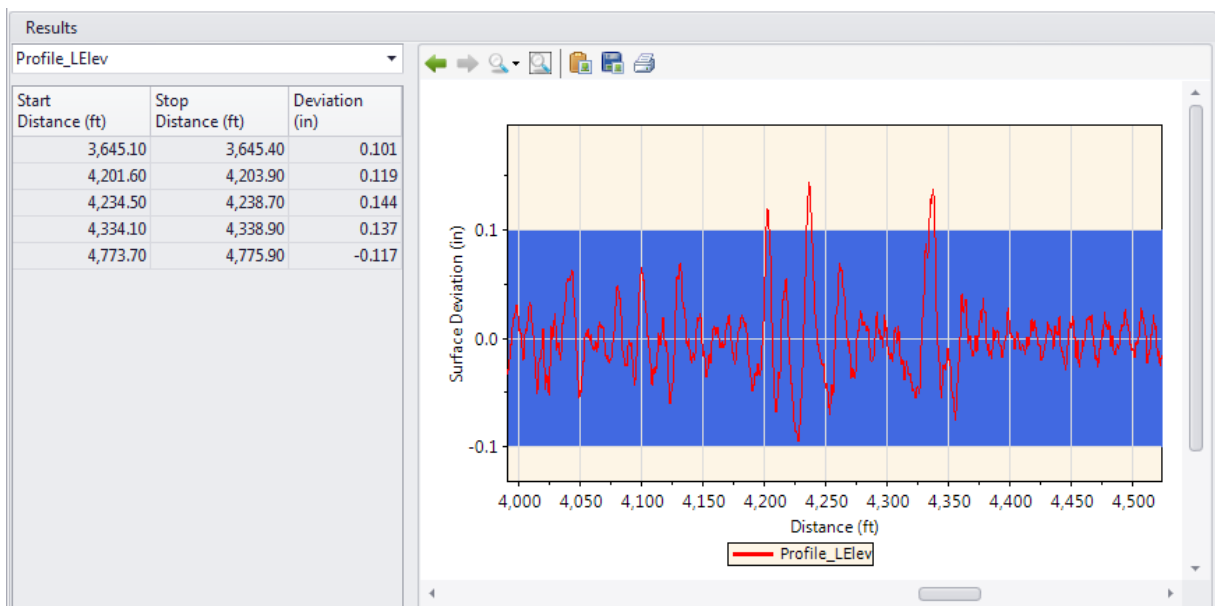 Results
Profile_LElev
Start Distance (ft) Stop Distance (ft) Deviation (in)
3,645.10 3,645.40 0.101
4,201.60 4,203.90 0.119
4,234.50 4,238.70 0.144
4,334.10 4,338.90 0.137
4,773.70 4,775.90 -0.117
Surface Deviation (in)
0.1
0.0
-0.1
4,000 4,050 4,100 4,150 4,200 4,250 4,300 4,350 4,400 4,450 4,500
Distance (ft)
Profile_LElev